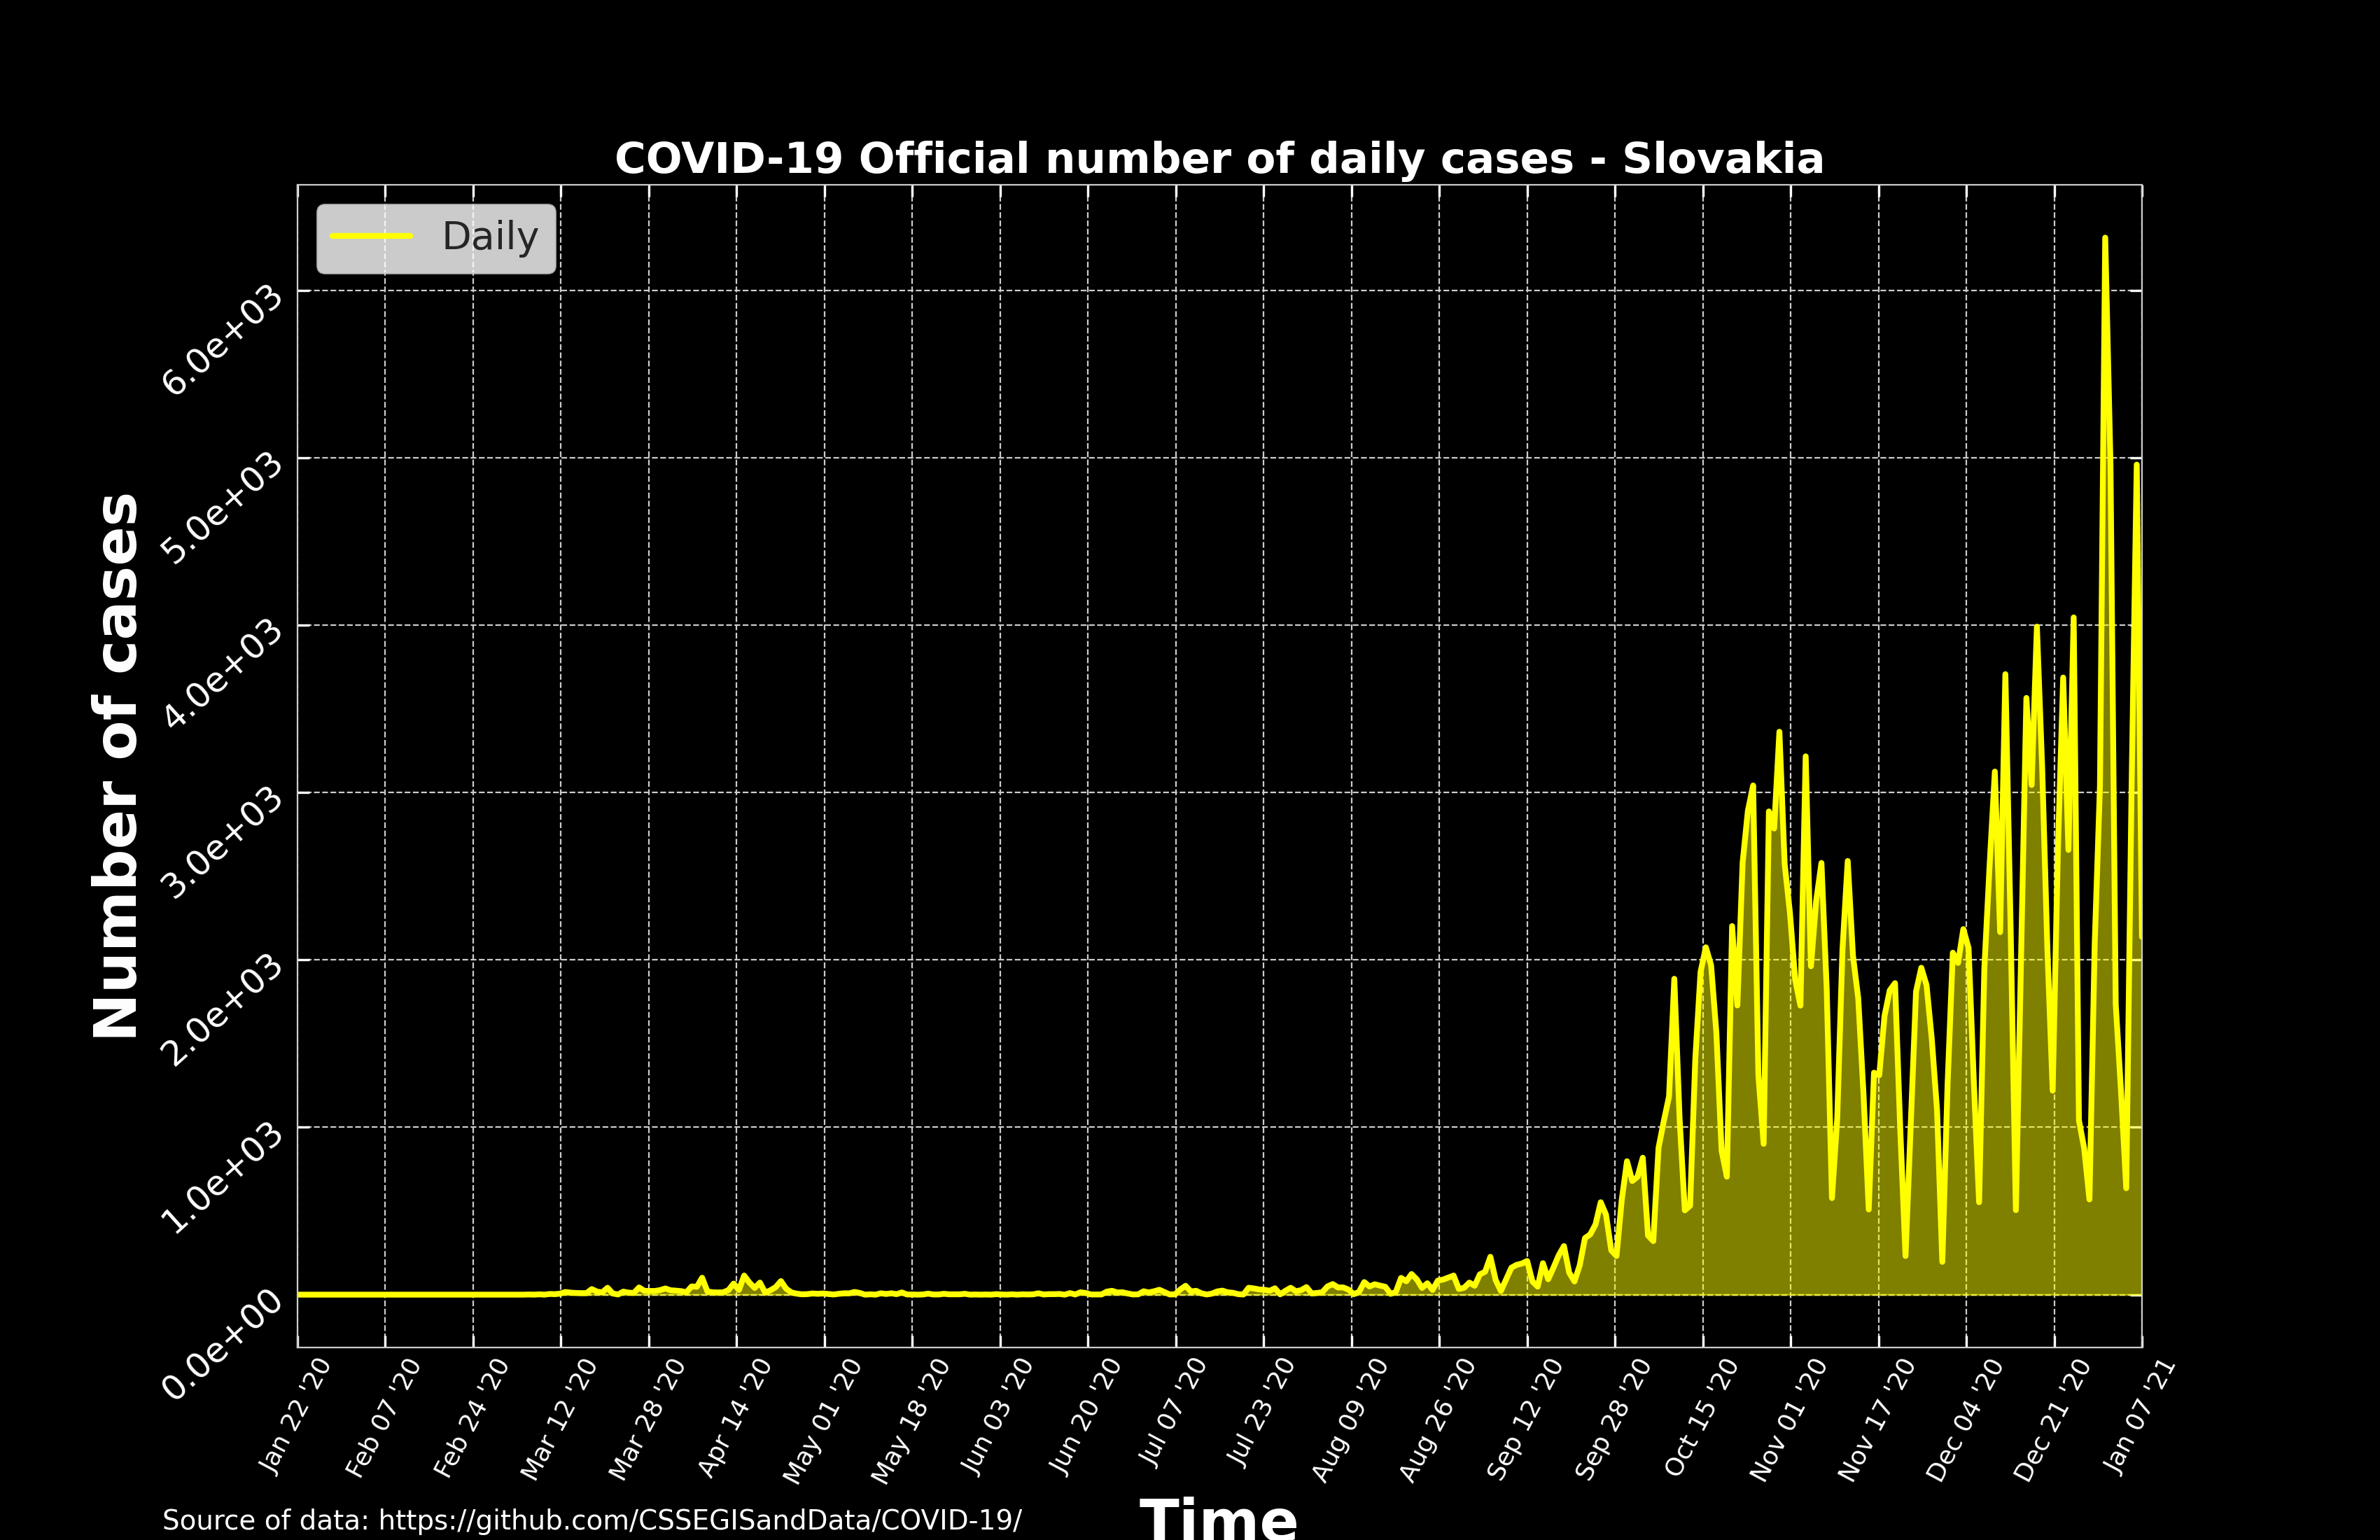 COVID-19 Official number of daily cases - Slovakia
Daily
Number of cases
6.0e+03
5.0e+03
4.0e+03
3.0e+03
2.0e+03
1.0e+03
0.0e+00
Jan 22 '20
Feb 07 '20
Feb 24 '20
Mar 12 '20
Mar 28 '20
Apr 14 '20
May 01 '20
May 18 '20
Jun 03 '20
Jun 20 '20
Jul 07 '20
Jul 23 '20
Aug 09 '20
Aug 26 '20
Sep 12 '20
Sep 28 '20
Oct 15 '20
Nov 01 '20
Nov 17 '20
Dec 04 '20
Dec 21 '20
Jan 07 '21
Time
Source of data: https://github.com/CSSEGISandData/COVID-19/